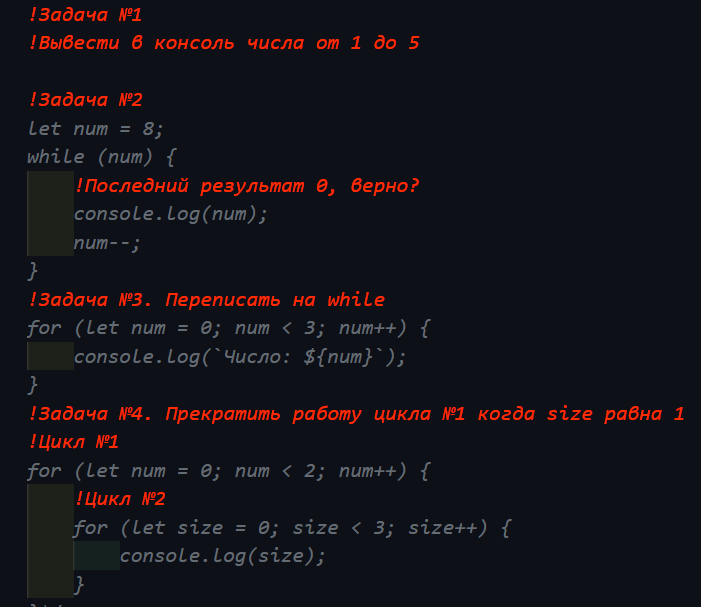 !Задача №1
!Вывести в консоль числа от 1 до 5
!Задача №2
let num = 8;
while (num) {
!Последний результат 0, верно?
console.log(num);
num--;
}
!Задача №3. Переписать на while
for (let num = 0; num < 3; num++) {
console.log(`Число: ${num}`);
}
!Задача №4. Прекратить работу цикла №1 когда size равна 1
!Цикл №1
for (let num = 0; num < 2; num++) {
!Цикл №2
for (let size = 0; size < 3; size++) {
console.log(size);
}